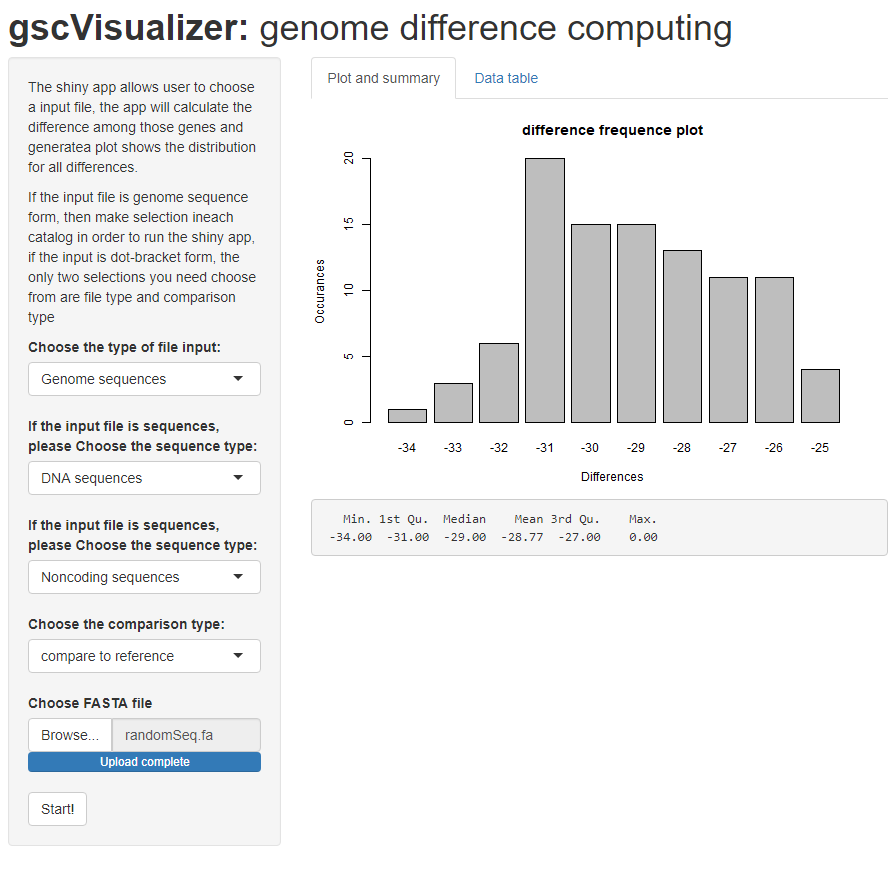 gscVisualizer: genome difference computing
The shiny app allows user to choose
a input file, the app will calculate the
difference among those genes and
generatea plot shows the distribution
for all differences.
If the input file is genome sequence
form, then make selection ineach
catalog in order to run the shiny app,
if the input is dot-bracket form, the
only two selections you need choose
from are file type and comparison
type
Choose the type of file input:
Genome sequences
If the input file is sequences,
please Choose the sequence type:
DNA sequences
If the input file is sequences,
please Choose the sequence type:
Noncoding sequences
Choose the comparison type:
compare to reference
Choose FASTA file
Browse... randomSeq.fa
Upload complete
Start!
Plot and summary Data table
difference frequence plot
Occurances
20
15
10
5
0
-34 -33 -32 -31 -30 -29 -28 -27 -26 -25
Differences
Min. 1st Qu. Median Mean 3rd Qu. Max.
-34.00 -31.00 -29.00 -28.77 -27.00 0.00